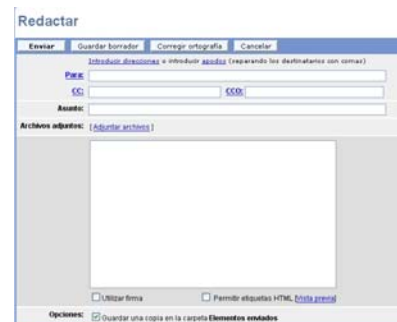 Redactar
Enviar Guardar borrador Corregir ortografía Cancelar
Introducir direcciones o introducir apodos (separando los destinatarios con comas)
Para:
CC: CCO:
Asunto:
Archivos adjuntos: [Adjuntar archivos]
Utilizar firma Permitir etiquetas HTML [Vista previa]
Opciones: Guardar una copia en la carpeta Elementos enviados